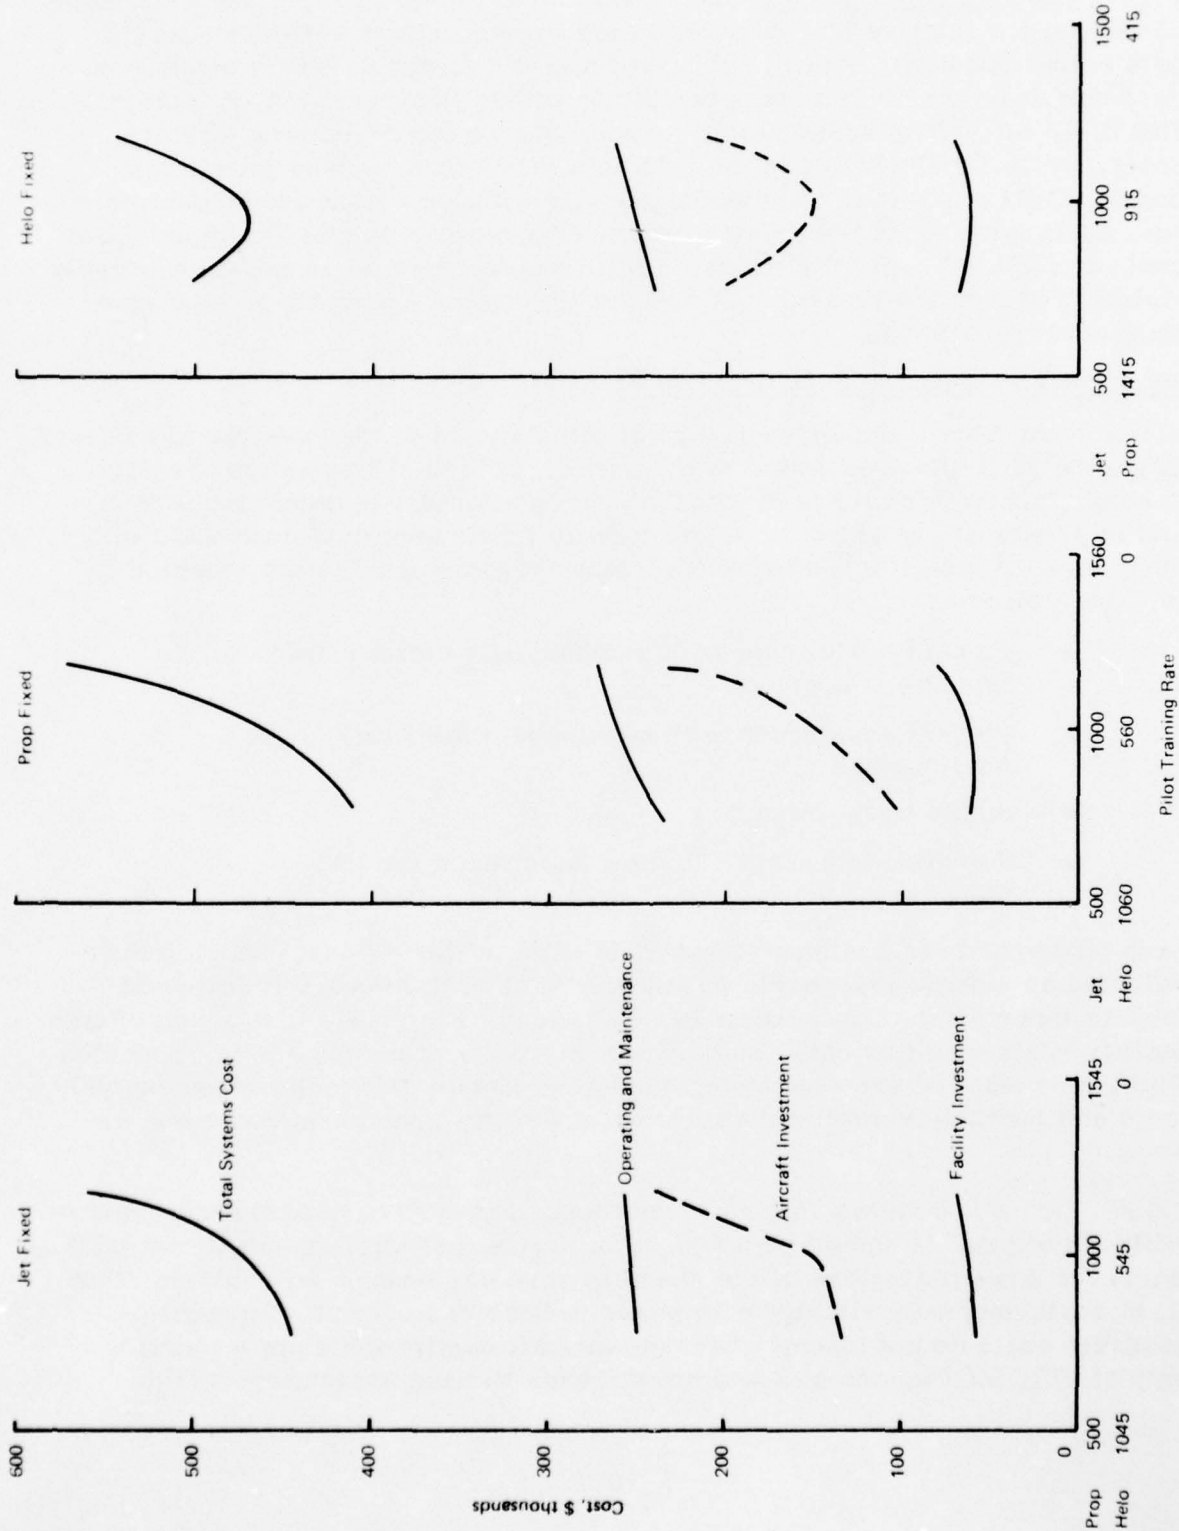 Jet Fixed
Prop Fixed
Helo Fixed
Cost, $ thousands
600
500
400
300
200
100
0
Total Systems Cost
Operating and Maintenance
Aircraft Investment
Facility Investment
Prop 500 1000 1545
Helo 1045 545 0
Jet 500 1000 1560
Helo 1060 560 0
Jet 500 1000 1500
Prop 1415 915 415
Pilot Training Rate